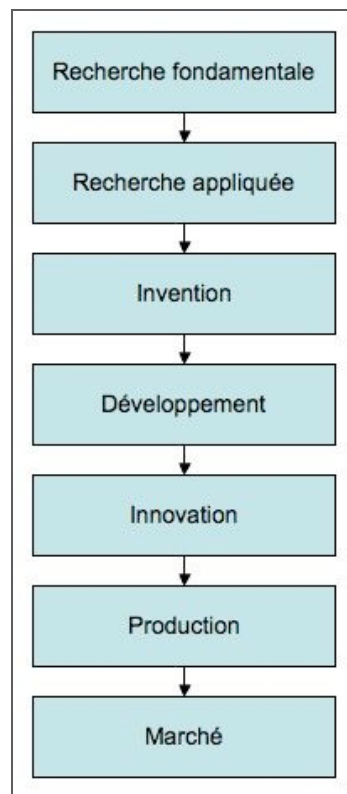 Recherche fondamentale
Recherche appliquée
Invention
Développement
Innovation
Production
Marché